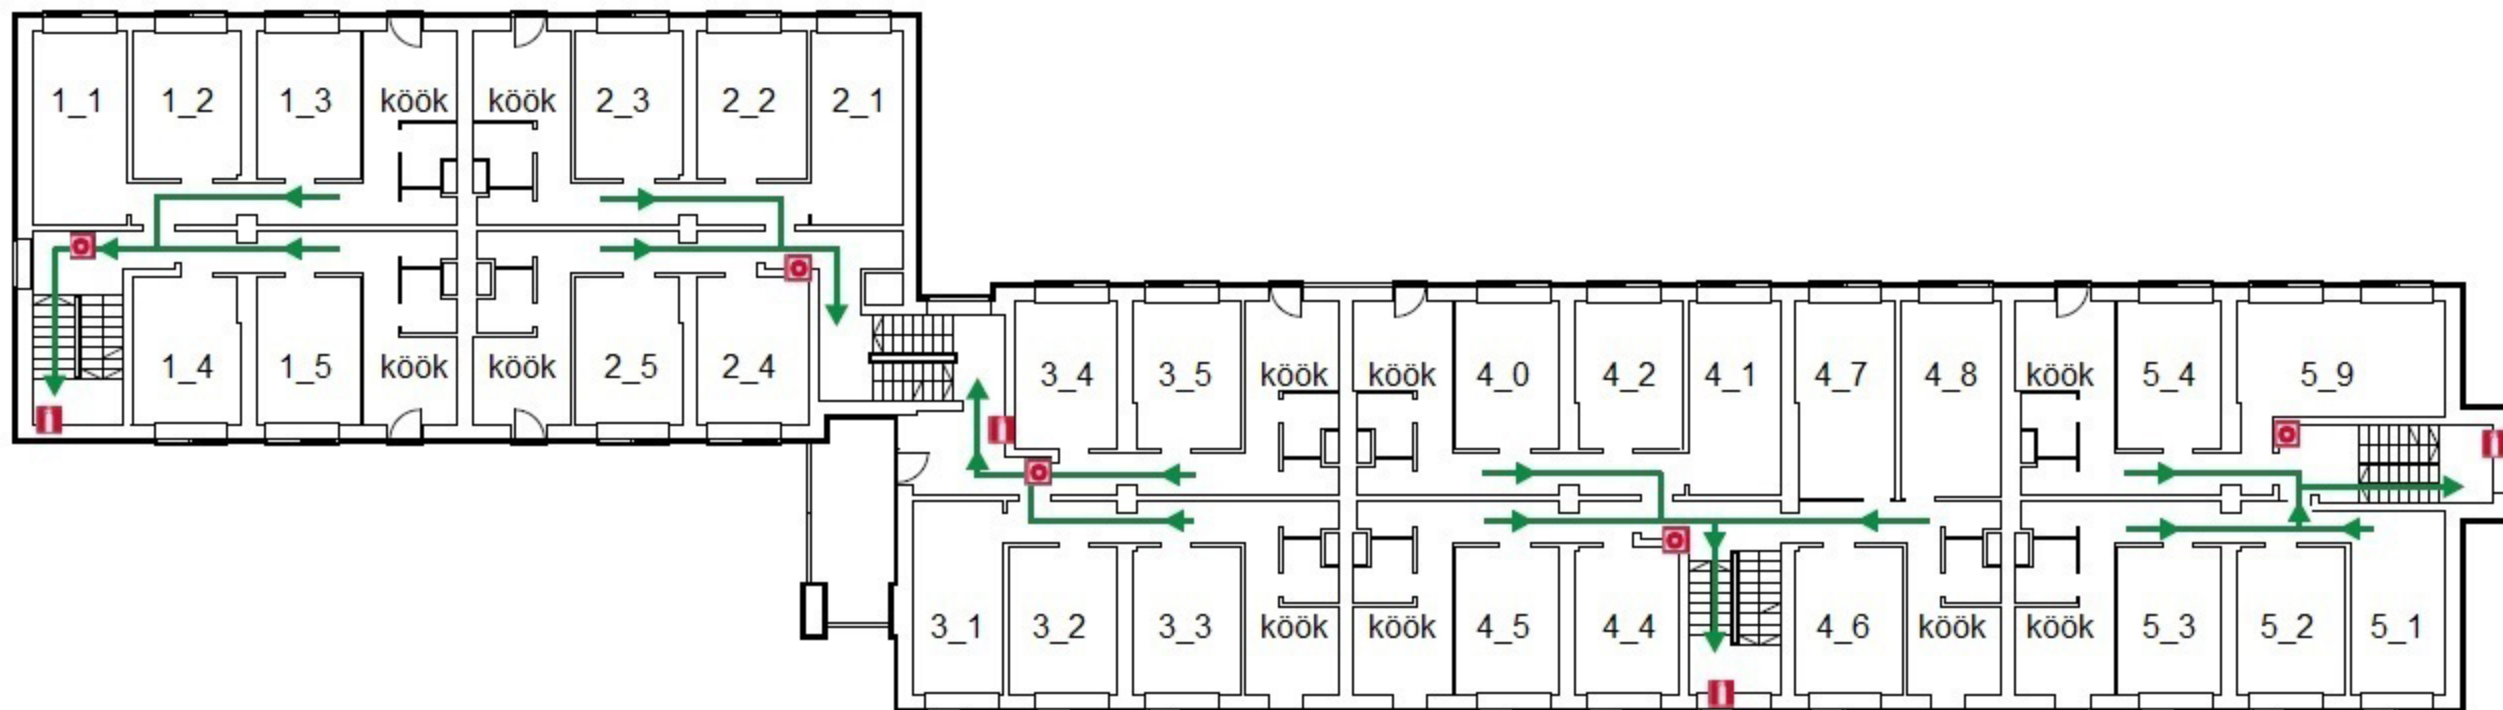 1_1 1_2 1_3 köök köök 2_3 2_2 2_1
1_4 1_5 köök köök 2_5 2_4
3_4 3_5 köök köök 4_0 4_2 4_1 4_7 4_8 köök 5_4 5_9
3_1 3_2 3_3 köök köök 4_5 4_4 4_6 köök köök 5_3 5_2 5_1